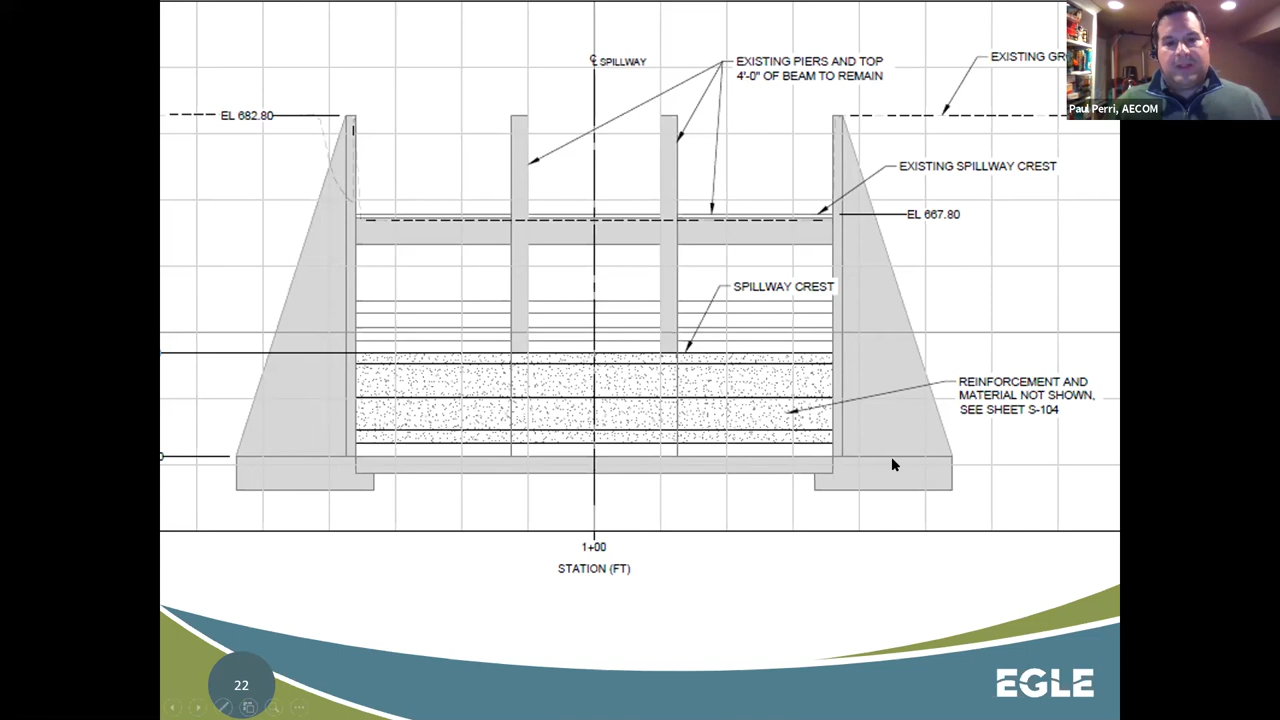 ℄ SPILLWAY
EXISTING PIERS AND TOP
4'-0" OF BEAM TO REMAIN
EXISTING GR
Paul Perri, AECOM
EL 682.80
EXISTING SPILLWAY CREST
EL 667.80
SPILLWAY CREST
REINFORCEMENT AND
MATERIAL NOT SHOWN,
SEE SHEET S-104
1+00
STATION (FT)
22
EGLE